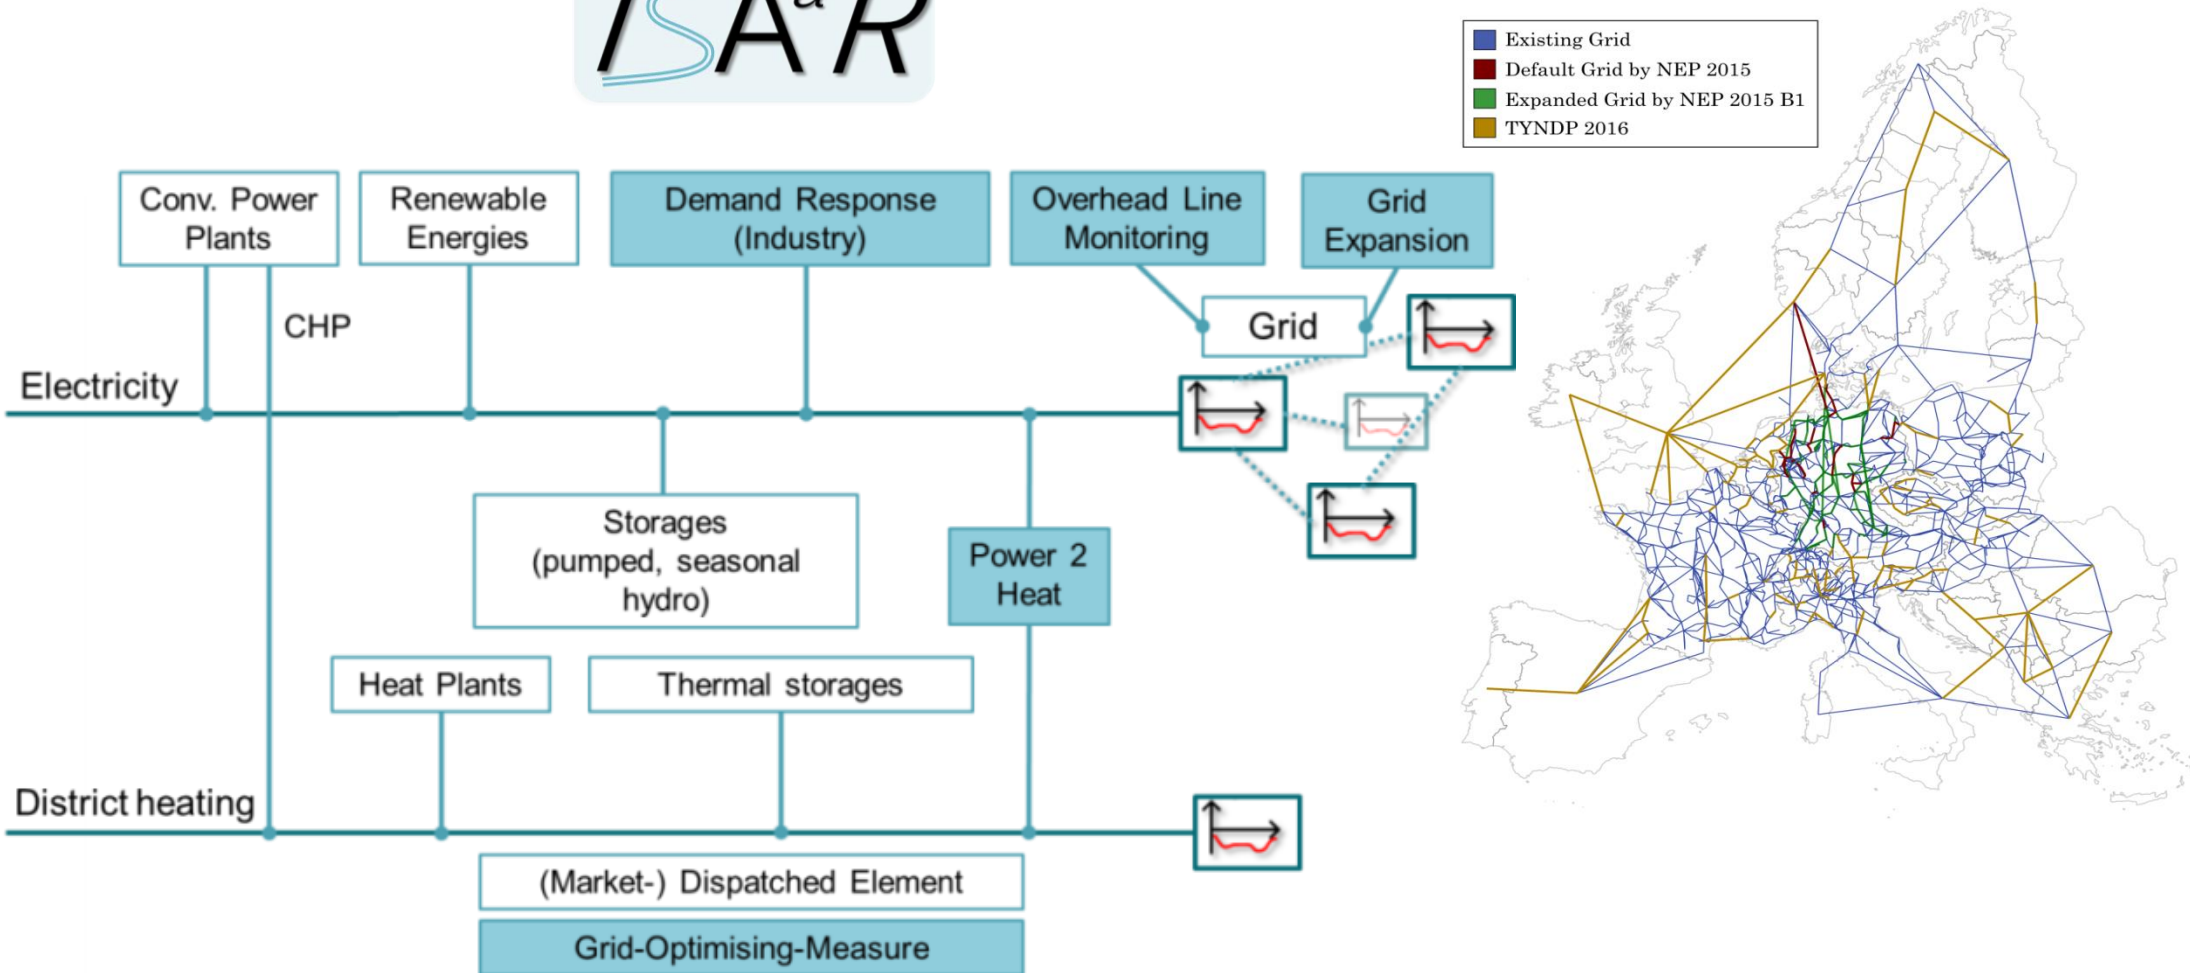 ISAaR
Existing Grid
Default Grid by NEP 2015
Expanded Grid by NEP 2015 B1
TYNDP 2016
Conv. Power
Plants
Renewable
Energies
Demand Response
(Industry)
Overhead Line
Monitoring
Grid
Expansion
CHP
Grid
Electricity
Storages
(pumped, seasonal
hydro)
Power 2
Heat
Heat Plants
Thermal storages
District heating
(Market-) Dispatched Element
Grid-Optimising-Measure